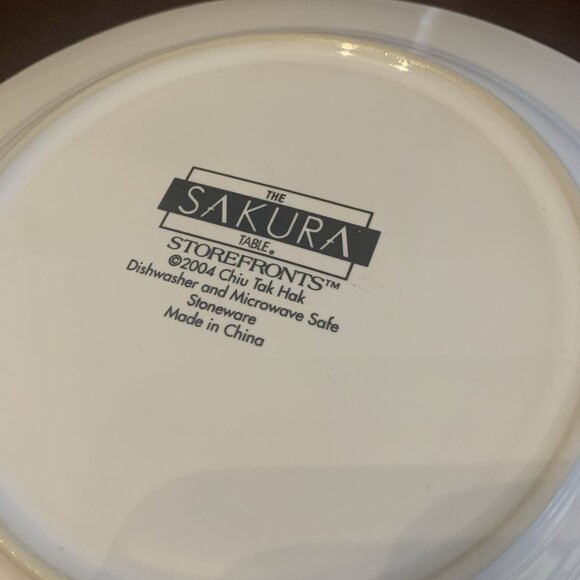 THE
SAKURA
TABLE®
STOREFRONTS™
©2004 Chiu Tak Hak
Dishwasher and Microwave Safe
Stoneware
Made in China